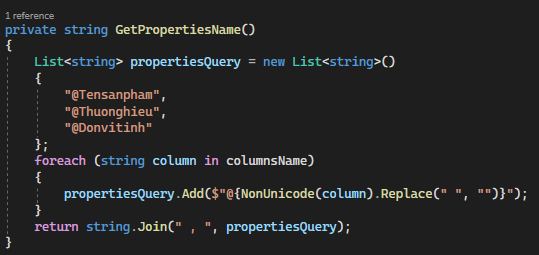 1 reference
private string GetPropertiesName()
{
    List<string> propertiesQuery = new List<string>()
    {
        "@Tensanpham",
        "@Thuonghieu",
        "@Donvitinh"
    };
    foreach (string column in columnsName)
    {
        propertiesQuery.Add($"@{NonUnicode(column).Replace(" ", "")}");
    }
    return string.Join(" , ", propertiesQuery);
}